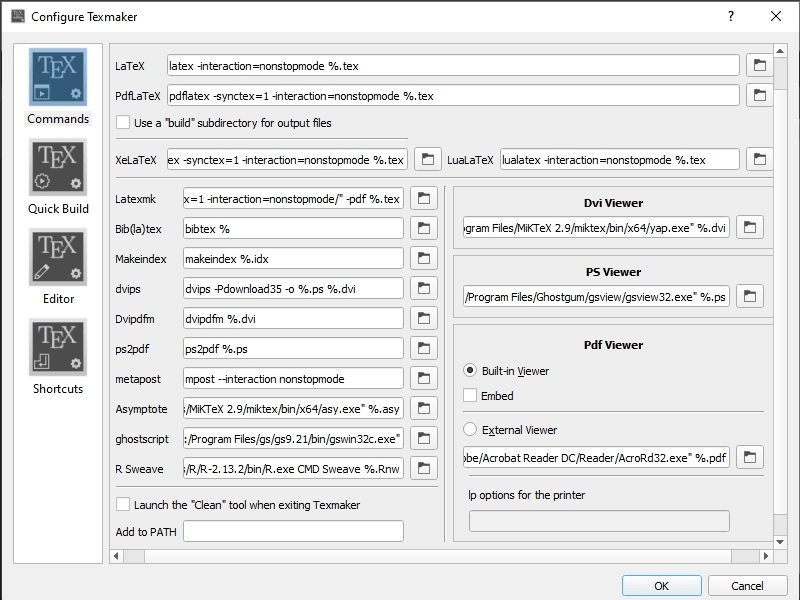 Configure Texmaker
?
TEX
Commands
TEX
Quick Build
TEX
Editor
TEX
Shortcuts
LaTeX latex -interaction=nonstopmode %.tex
PdfLaTeX pdflatex -synctex=1 -interaction=nonstopmode %.tex
Use a "build" subdirectory for output files
XeLaTeX ex -synctex=1 -interaction=nonstopmode %.tex LuaLaTeX lualatex -interaction=nonstopmode %.tex
Latexmk x=1 -interaction=nonstopmode/" -pdf %.tex
Bib(la)tex bibtex %
Makeindex makeindex %.idx
dvips dvips -Pdownload35 -o %.ps %.dvi
Dvipdfm dvipdfm %.dvi
ps2pdf ps2pdf %.ps
metapost mpost --interaction nonstopmode
Asymptote /MiKTeX 2.9/miktex/bin/x64/asy.exe" %.asy
ghostscript :/Program Files/gs/gs9.21/bin/gswin32c.exe"
R Sweave /R/R-2.13.2/bin/R.exe CMD Sweave %.Rnw
Launch the "Clean" tool when exiting Texmaker
Add to PATH
Dvi Viewer
ogram Files/MiKTeX 2.9/miktex/bin/x64/yap.exe" %.dvi
PS Viewer
/Program Files/Ghostgum/gsview/gsview32.exe" %.ps
Pdf Viewer
Built-in Viewer
Embed
External Viewer
obe/Acrobat Reader DC/Reader/AcroRd32.exe" %.pdf
lp options for the printer
OK Cancel